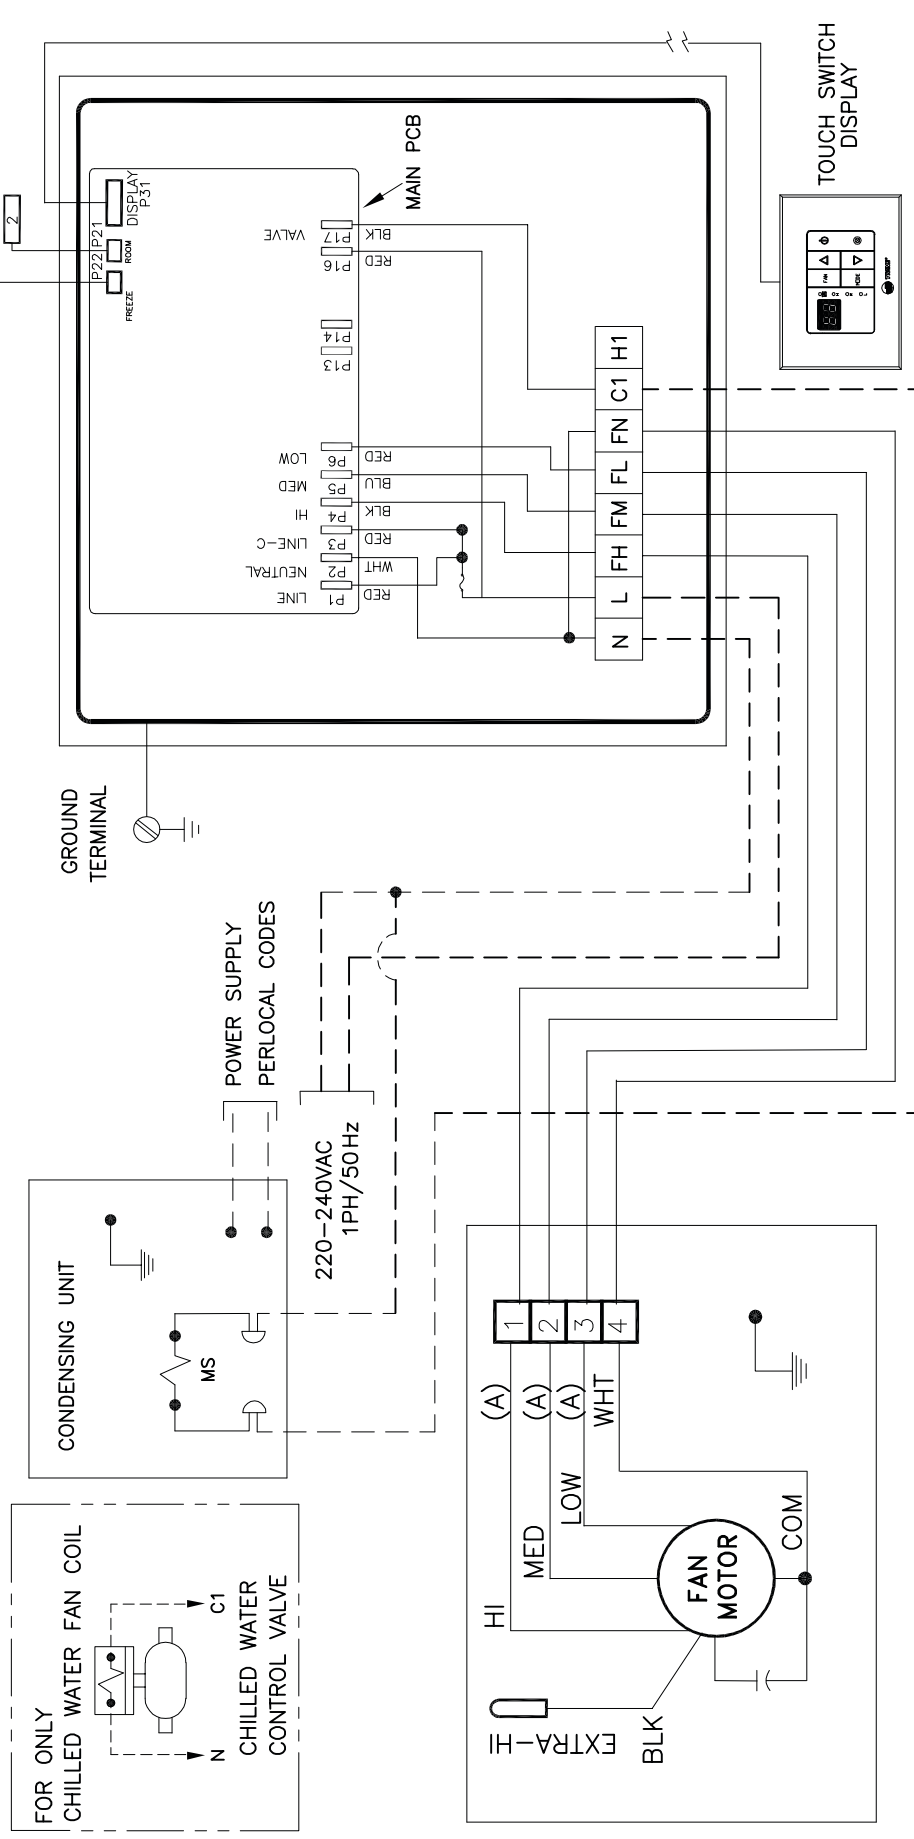 TOUCH SWITCH
DISPLAY
FAN
MODE
88
2
DISPLAY
P31
P21
ROOM
P22
FREEZE
MAIN PCB
VALVE
P17
BLK
P16
RED
P14
P13
LOW
P6
RED
MED
P5
BLU
HI
P4
BLK
LINE-C
P3
RED
NEUTRAL
P2
WHT
LINE
P1
RED
H1
C1
FN
FL
FM
FH
L
N
GROUND
TERMINAL
POWER SUPPLY
PERLOCAL CODES
220-240VAC
1PH/50Hz
CONDENSING UNIT
MS
1
2
3
4
(A)
(A)
(A)
WHT
HI
MED
LOW
COM
FAN
MOTOR
EXTRA-HI
BLK
FOR ONLY
CHILLED WATER FAN COIL
N
C1
CHILLED WATER
CONTROL VALVE